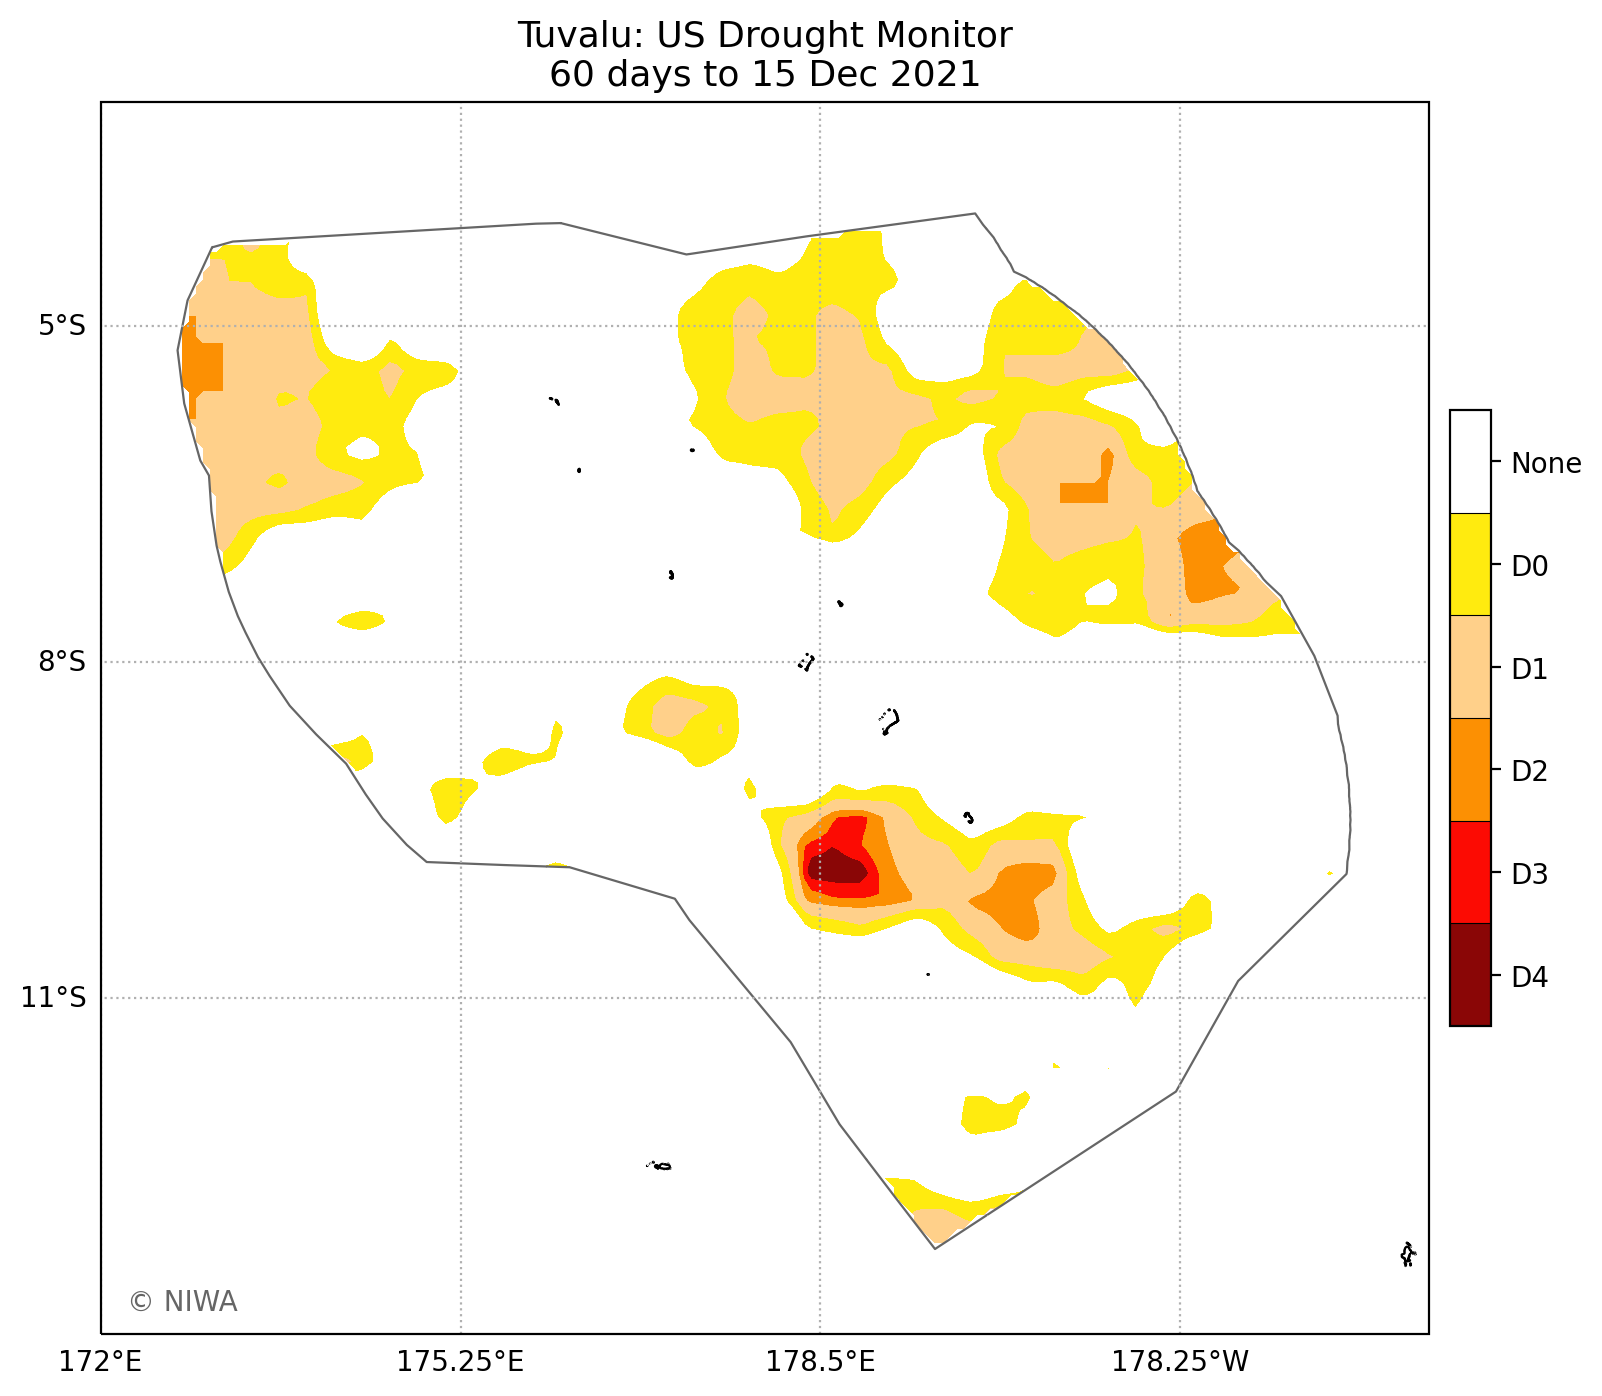 Tuvalu: US Drought Monitor
60 days to 15 Dec 2021
5°S
8°S
11°S
172°E
175.25°E
178.5°E
178.25°W
None
D0
D1
D2
D3
D4
© NIWA